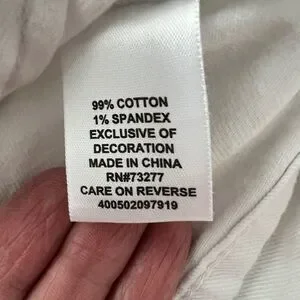 99% COTTON
1% SPANDEX
EXCLUSIVE OF
DECORATION
MADE IN CHINA
RN#73277
CARE ON REVERSE
400502097919